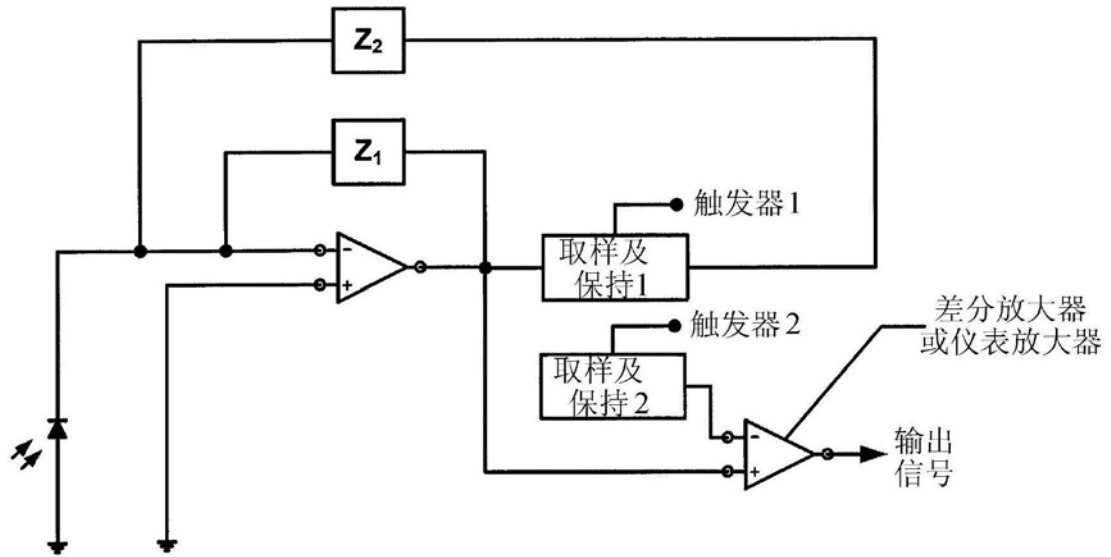 Z2
Z1
触发器1
取样及
保持1
触发器2
取样及
保持2
差分放大器
或仪表放大器
-
+
-
+
输出
信号